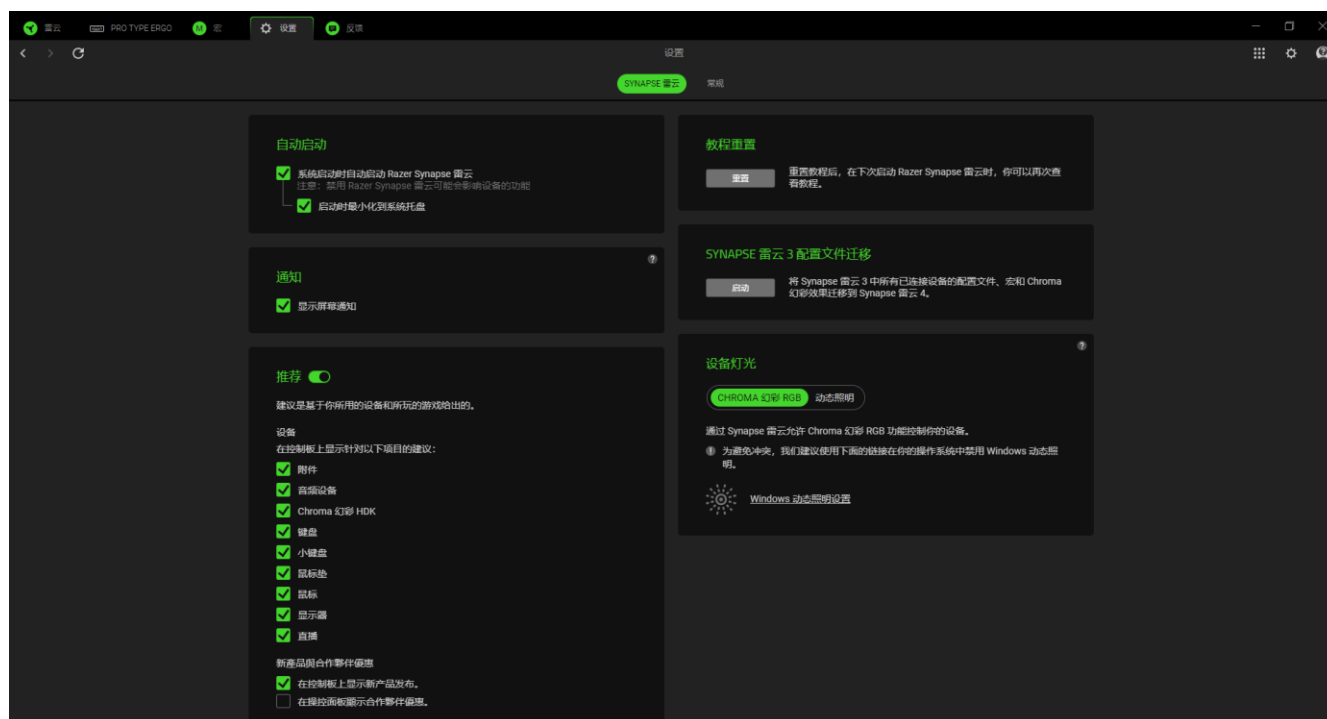 雷云
PRO TYPE ERGO
M 宏
设置
反馈
设置
SYNAPSE 雷云
常规
自动启动
系统启动时自动启动 Razer Synapse 雷云
注意：禁用 Razer Synapse 雷云可能会影响设备的功能
启动时最小化到系统托盘
通知
?
显示屏幕通知
推荐
建议是基于你所用的设备和所玩的游戏给出的。
设备
在控制板上显示针对以下项目的建议：
附件
音频设备
Chroma 幻彩 HDK
键盘
小键盘
鼠标垫
鼠标
显示器
直播
新產品與合作夥伴優惠
在控制板上显示新产品发布。
在操控面板顯示合作夥伴優惠。
教程重置
重置
重置教程后，在下次启动 Razer Synapse 雷云时，你可以再次查
看教程。
SYNAPSE 雷云 3 配置文件迁移
启动
将 Synapse 雷云 3 中所有已连接设备的配置文件、宏和 Chroma
幻彩效果迁移到 Synapse 雷云 4。
?
设备灯光
CHROMA 幻彩 RGB
动态照明
通过 Synapse 雷云允许 Chroma 幻彩 RGB 功能控制你的设备。
为避免冲突，我们建议使用下面的链接在你的操作系统中禁用 Windows 动态照
明。
Windows 动态照明设置